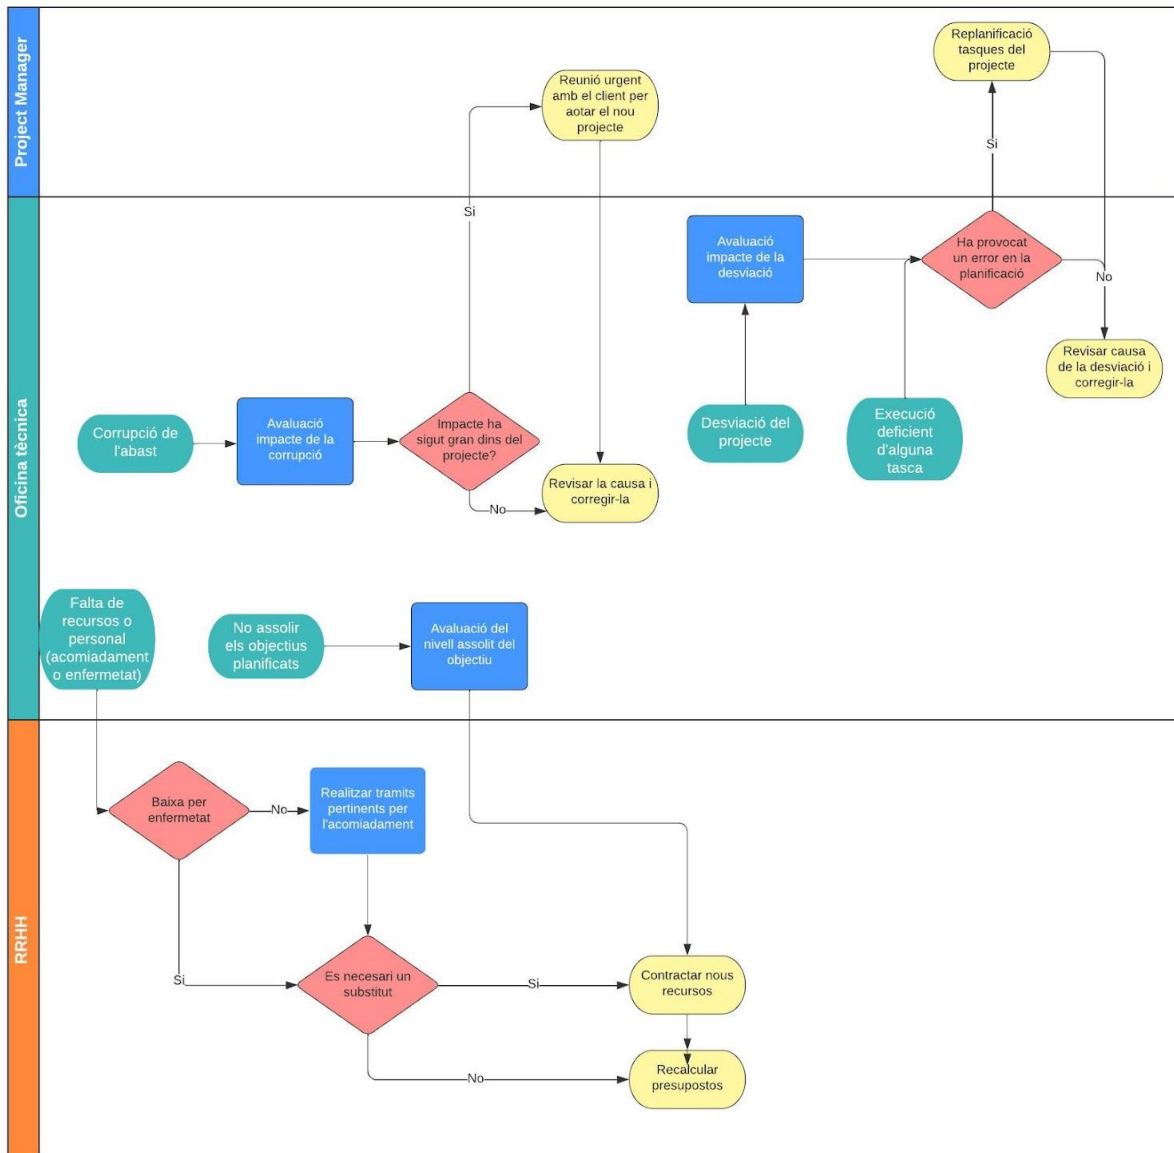 Project Manager
Replanificació
tasques del
projecte
Reunió urgent
amb el client per
aotar el nou
projecte
Si
Si
Oficina tècnica
Avaluació
impacte de la
desviació
Ha provocat
un error en la
planificació
No
Revisar causa
de la desviació i
corregir-la
Corrupció de
l'abast
Avaluació
impacte de la
corrupció
Impacte ha
sigut gran dins del
projecte?
Desviació del
projecte
Execució
deficient
d'alguna
tasca
Revisar la causa i
corregir-la
No
Falta de
recursos o
personal
(acomiadament
o enfermetat)
No assolir
els objectius
planificats
Avaluació del
nivell assolit del
objectiu
RRHH
Baixa per
enfermetat
No
Realitzar tramits
pertinents per
l'acomiadament
Si
Es necesari un
substitut
Si
Contractar nous
recursos
No
Recalcular
presupostos